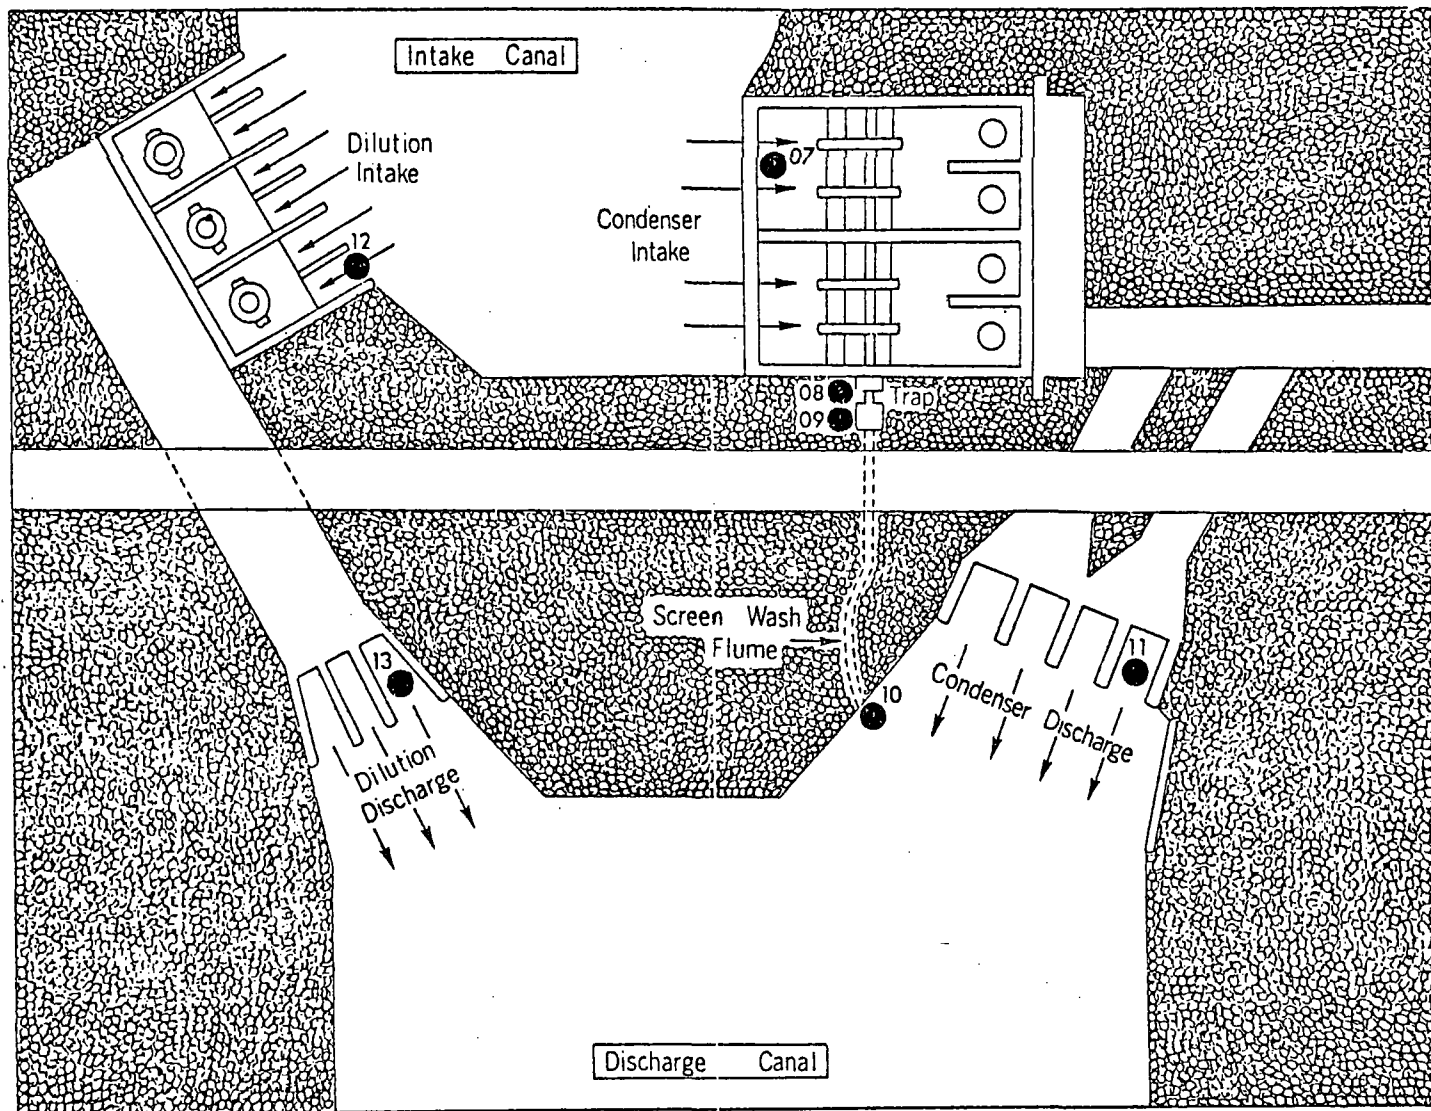 Intake Canal
Dilution
Intake
07
Condenser
Intake
12
08
Trap
09
Screen Wash
Flume
13
10
11
Condenser Discharge
Dilution
Discharge
Discharge Canal